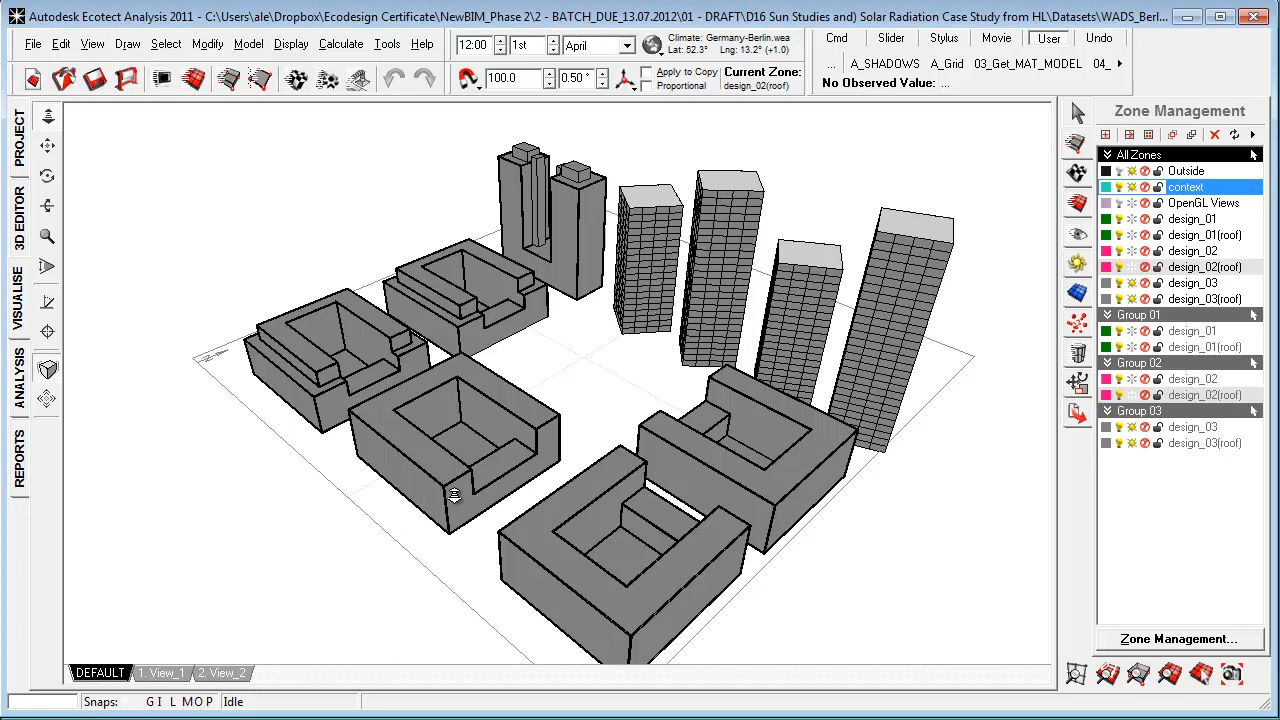 Autodesk Ecotect Analysis 2011 - C:\Users\ale\Dropbox\Ecodesign Certificate\NewBIM_Phase 2\2 - BATCH_DUE_13.07.2012\01 - DRAFT\D16 Sun Studies and) Solar Radiation Case Study from HL\Datasets\WADS_Berl...
File Edit View Draw Select Modify Model Display Calculate Tools Help
12:00 1st April
Climate: Germany-Berlin.wea
Lat: 52.3° Lng: 13.2° (+1.0)
Cmd Slider Stylus Movie User Undo
... A_SHADOWS A_Grid 03_Get_MAT_MODEL 04_
No Observed Value: ...
100.0 0.50 °
Apply to Copy
Proportional
Current Zone:
design_02(roof)
PROJECT
3D EDITOR
VISUALISE
ANALYSIS
REPORTS
Zone Management
All Zones
Outside
context
OpenGL Views
design_01
design_01(roof)
design_02
design_02(roof)
design_03
design_03(roof)
Group 01
design_01
design_01(roof)
Group 02
design_02
design_02(roof)
Group 03
design_03
design_03(roof)
Zone Management...
DEFAULT 1. View_1 2. View_2
Snaps: G I L M O P Idle